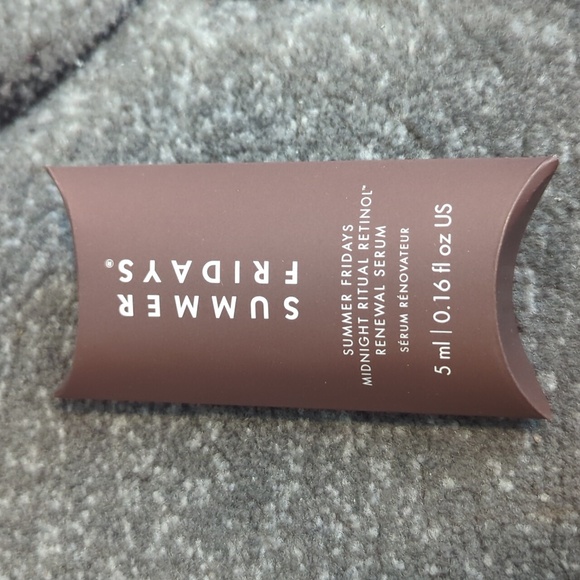 SUMMER
FRIDAYS®
SUMMER FRIDAYS
MIDNIGHT RITUAL RETINOL™
RENEWAL SERUM
SÉRUM RÉNOVATEUR
5 ml | 0.16 fl oz US